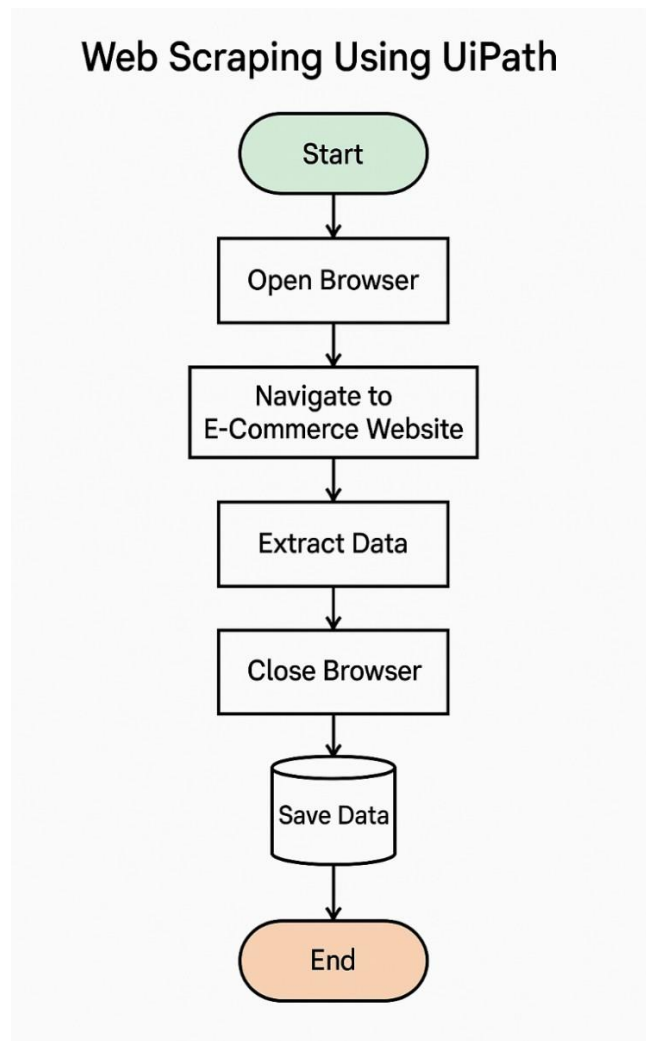 Web Scraping Using UiPath
Start
Open Browser
Navigate to
E-Commerce Website
Extract Data
Close Browser
Save Data
End